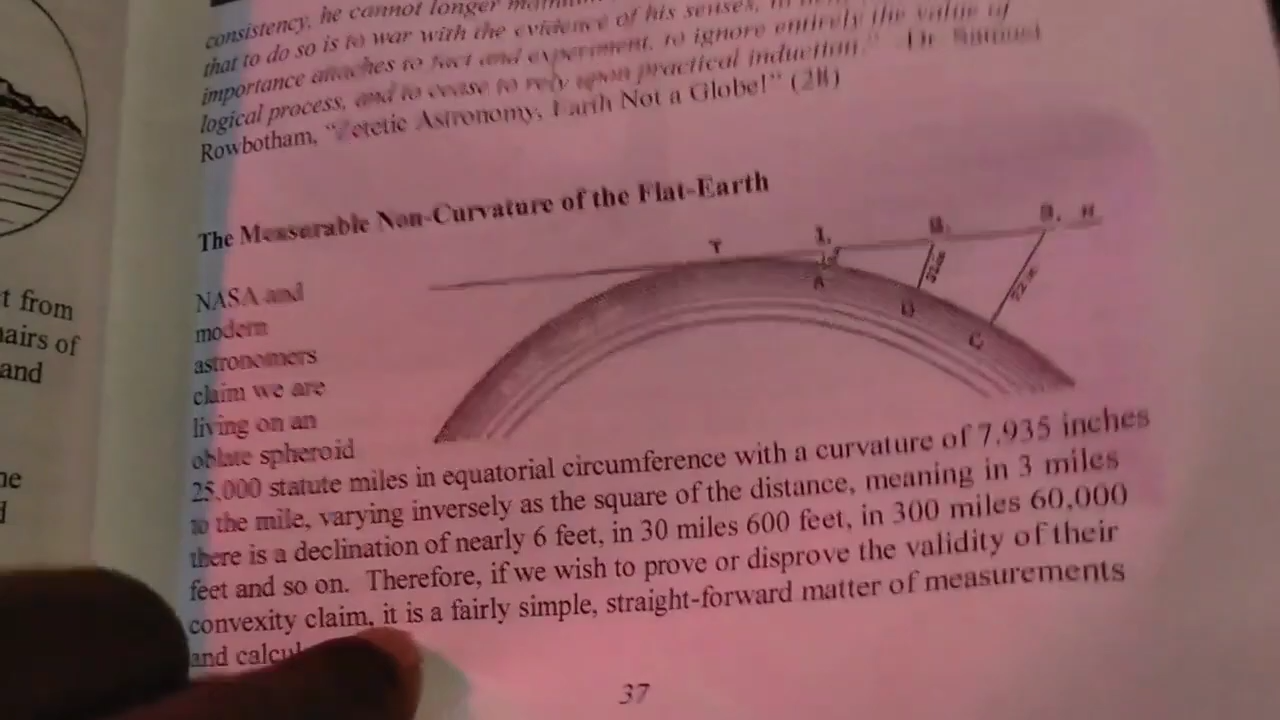 consistency, he cannot longer
that to do so is to war with the evidence of his senses,
importance attaches to fact and experiment, to ignore entirely the value of
logical process, and to cease to rely upon practical induction." Dr. Samuel
Rowbotham, "Zetetic Astronomy, Earth Not a Globe!" (28)
The Measurable Non-Curvature of the Flat-Earth
T
A
D
C
H
NASA and
modern
astronomers
claim we are
living on an
oblate spheroid
25,000 statute miles in equatorial circumference with a curvature of 7.935 inches
to the mile, varying inversely as the square of the distance, meaning in 3 miles
there is a declination of nearly 6 feet, in 30 miles 600 feet, in 300 miles 60,000
feet and so on. Therefore, if we wish to prove or disprove the validity of their
convexity claim, it is a fairly simple, straight-forward matter of measurements
and
37
t from
airs of
and